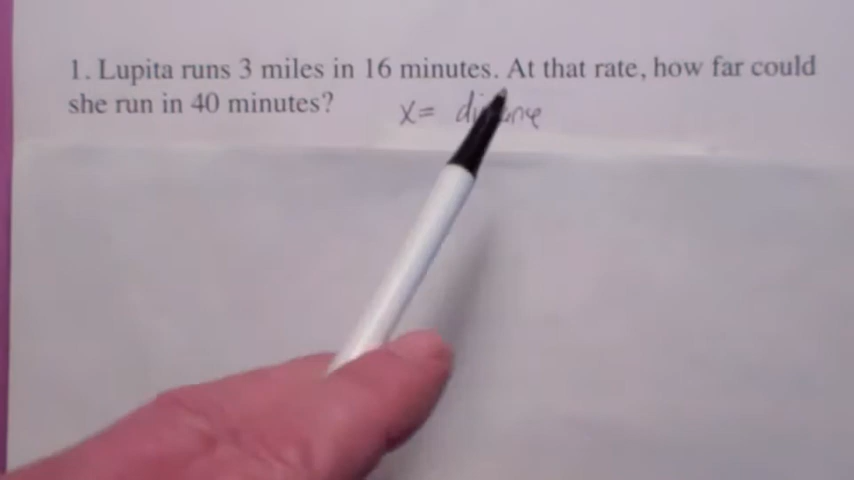 1. Lupita runs 3 miles in 16 minutes. At that rate, how far could
she run in 40 minutes?
x=